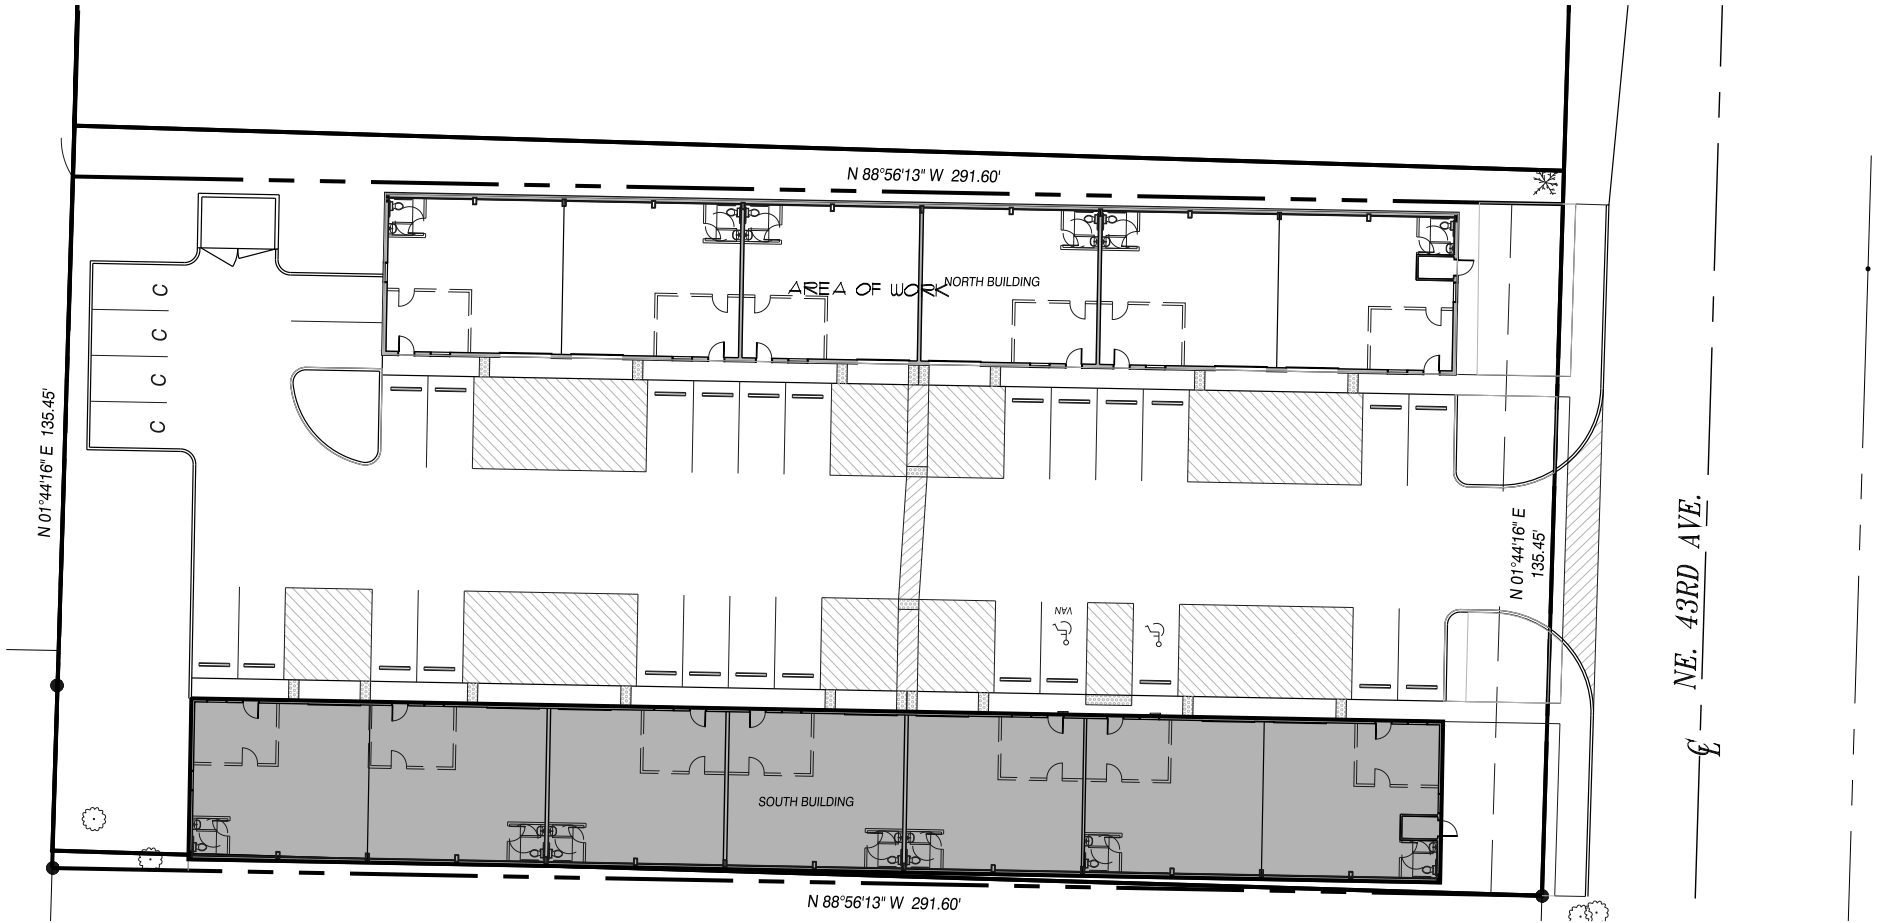 N 88°56'13" W  291.60'
AREA OF WORK
NORTH BUILDING
C
C
C
C
N 01°44'16" E  135.45'
N 01°44'16" E
135.45'
NE. 43RD AVE.
VAN
CL
SOUTH BUILDING
N 88°56'13" W  291.60'